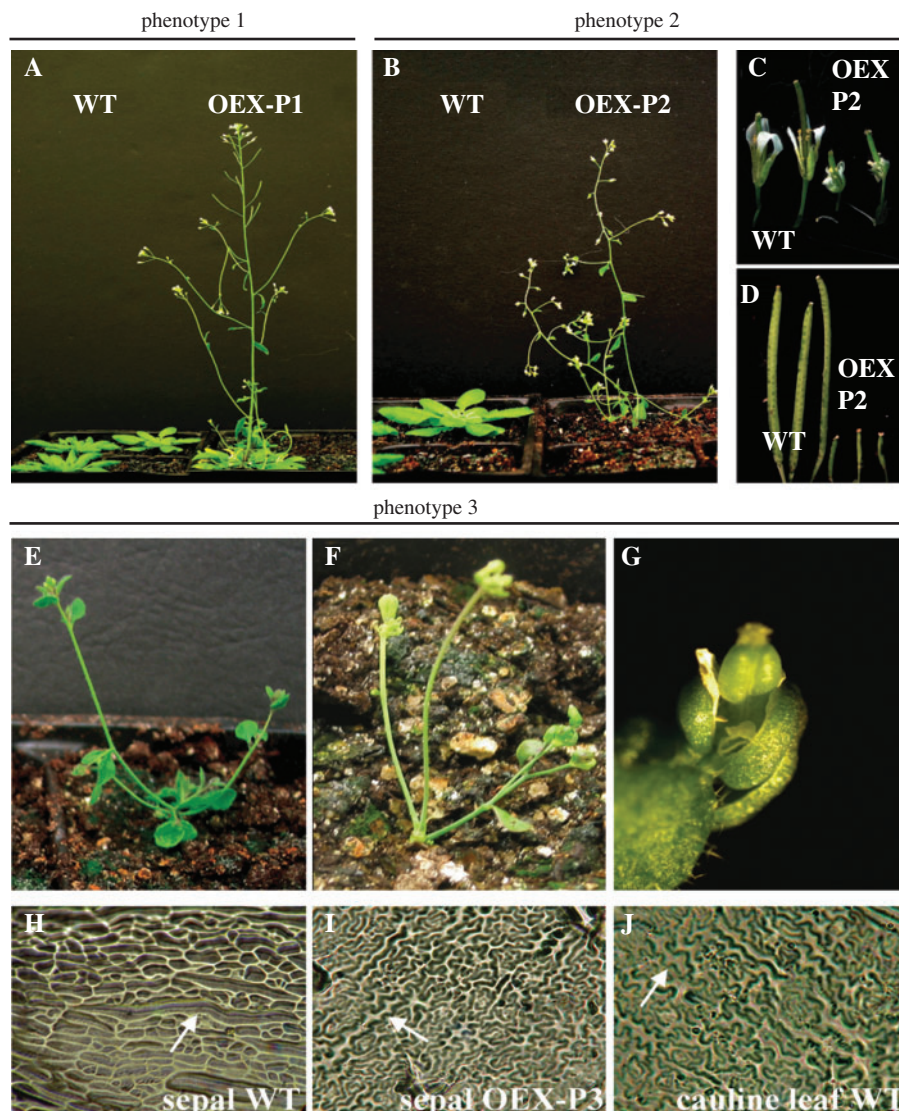 phenotype 1
phenotype 2
A
WT
OEX-P1
B
WT
OEX-P2
C
OEX
P2
WT
D
OEX
P2
WT
phenotype 3
E
F
G
H
sepal WT
I
sepal OEX-P3
J
cauline leaf WT